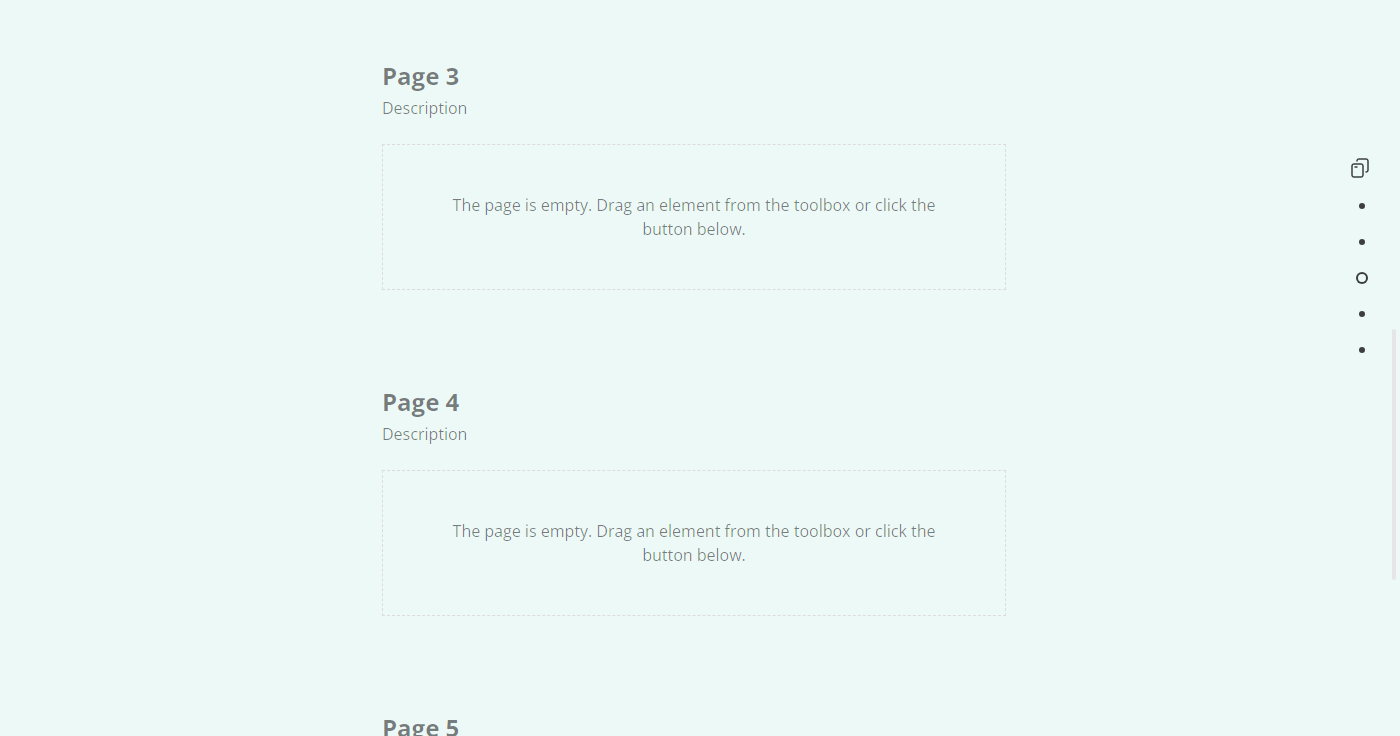 Page 3
Description
The page is empty. Drag an element from the toolbox or click the
button below.
Page 4
Description
The page is empty. Drag an element from the toolbox or click the
button below.
Page 5